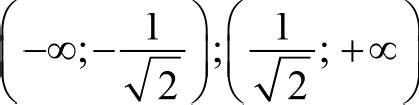 (−∞; −1/√2); (1/√2; +∞)